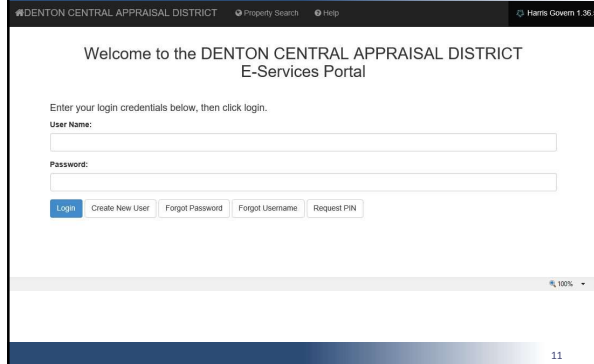 DENTON CENTRAL APPRAISAL DISTRICT Property Search Help Harris Govern 1.36.
Welcome to the DENTON CENTRAL APPRAISAL DISTRICT
E-Services Portal
Enter your login credentials below, then click login.
User Name:
Password:
Login Create New User Forgot Password Forgot Username Request PIN
100%
11